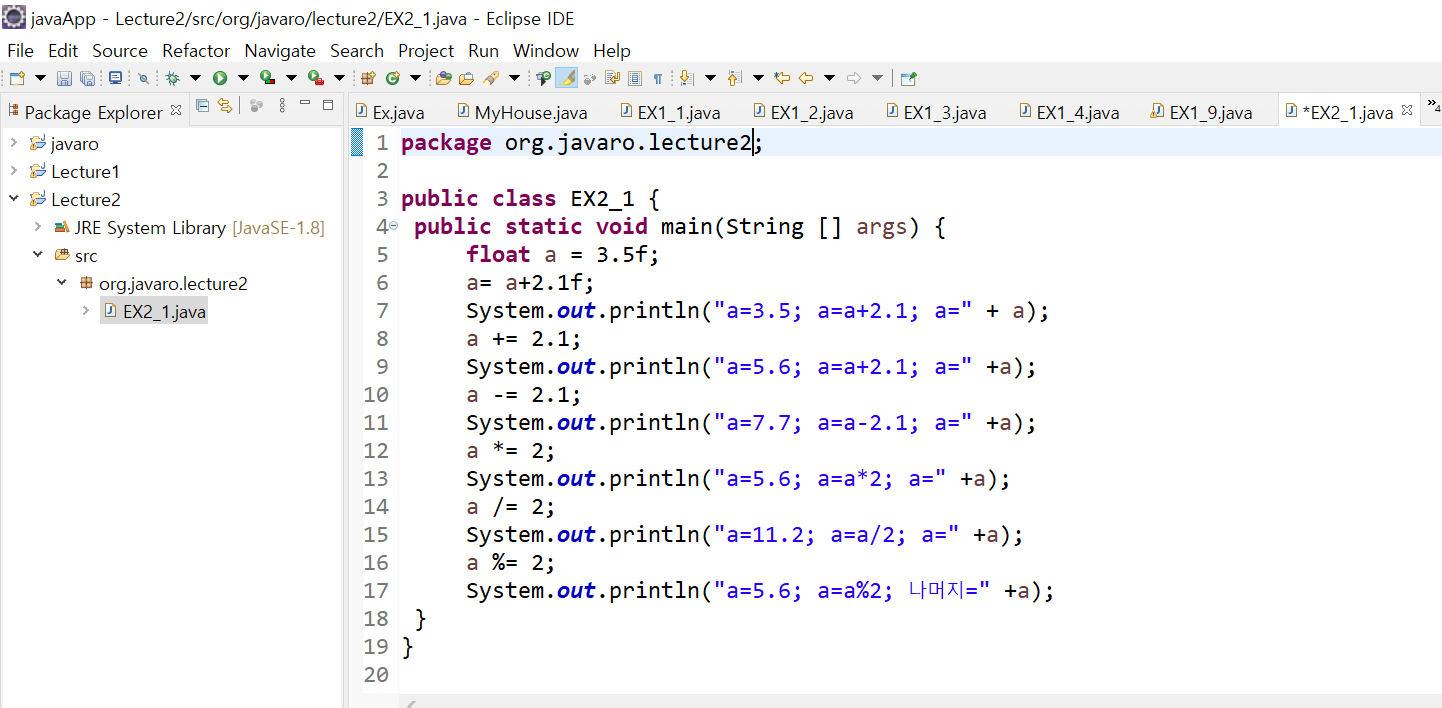 javaApp - Lecture2/src/org/javaro/lecture2/EX2_1.java - Eclipse IDE
File Edit Source Refactor Navigate Search Project Run Window Help
Package Explorer
Ex.java MyHouse.java EX1_1.java EX1_2.java EX1_3.java EX1_4.java EX1_9.java *EX2_1.java »4
javaro
Lecture1
Lecture2
JRE System Library [JavaSE-1.8]
src
org.javaro.lecture2
EX2_1.java
1 package org.javaro.lecture2;
2
3 public class EX2_1 {
4 public static void main(String [] args) {
5 float a = 3.5f;
6 a= a+2.1f;
7 System.out.println("a=3.5; a=a+2.1; a=" + a);
8 a += 2.1;
9 System.out.println("a=5.6; a=a+2.1; a=" +a);
10 a -= 2.1;
11 System.out.println("a=7.7; a=a-2.1; a=" +a);
12 a *= 2;
13 System.out.println("a=5.6; a=a*2; a=" +a);
14 a /= 2;
15 System.out.println("a=11.2; a=a/2; a=" +a);
16 a %= 2;
17 System.out.println("a=5.6; a=a%2; 나머지=" +a);
18 }
19 }
20